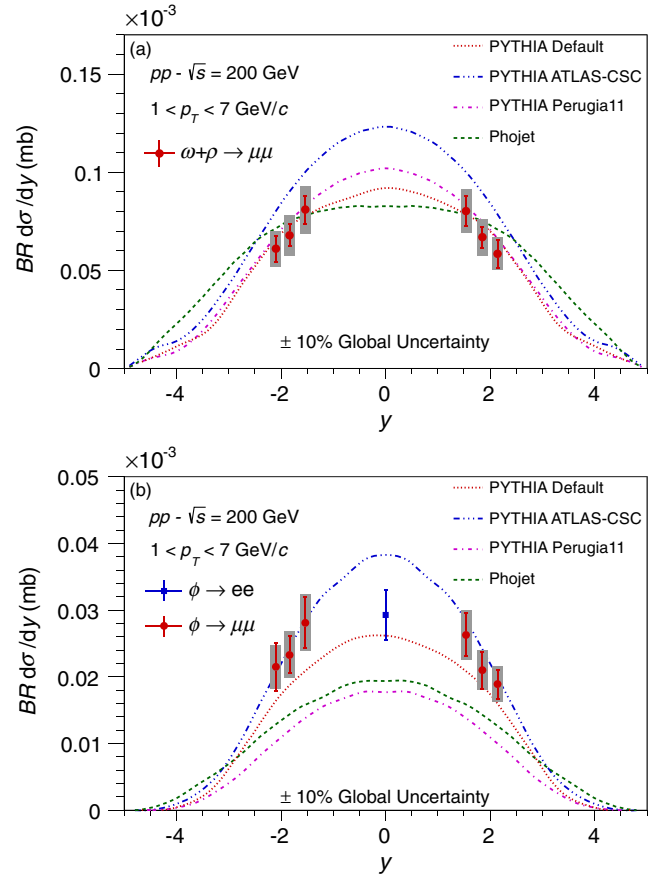 ×10⁻³
(a)
pp - √s = 200 GeV
1 < p_T < 7 GeV/c
ω+ρ → μμ
PYTHIA Default
PYTHIA ATLAS-CSC
PYTHIA Perugia11
Phojet
0.15
0.1
0.05
0
BR dσ/dy (mb)
± 10% Global Uncertainty
-4 -2 0 2 4
y
×10⁻³
(b)
pp - √s = 200 GeV
1 < p_T < 7 GeV/c
ϕ → ee
ϕ → μμ
PYTHIA Default
PYTHIA ATLAS-CSC
PYTHIA Perugia11
Phojet
0.05
0.04
0.03
0.02
0.01
0
BR dσ/dy (mb)
± 10% Global Uncertainty
-4 -2 0 2 4
y